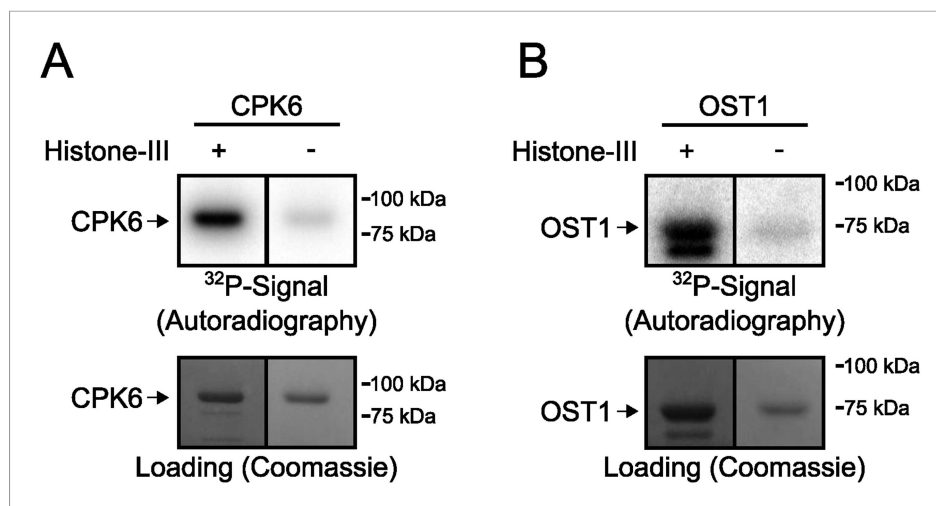 A
CPK6
Histone-III + -
CPK6
-100 kDa
-75 kDa
³²P-Signal
(Autoradiography)
CPK6
-100 kDa
-75 kDa
Loading (Coomassie)
B
OST1
Histone-III + -
OST1
-100 kDa
-75 kDa
³²P-Signal
(Autoradiography)
OST1
-100 kDa
-75 kDa
Loading (Coomassie)